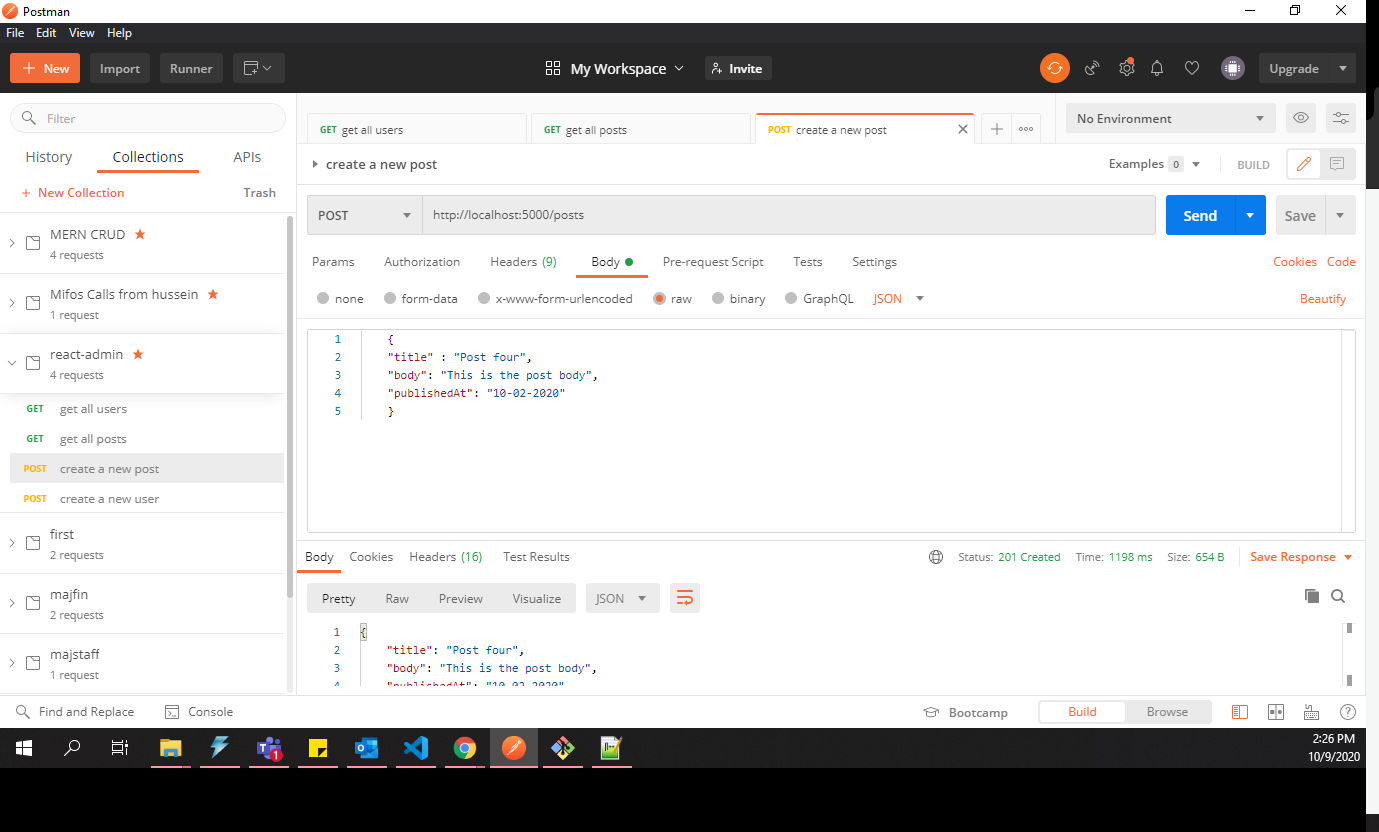 Postman
File Edit View Help
New Import Runner My Workspace Invite Upgrade
Filter
History Collections APIs
New Collection Trash
MERN CRUD
4 requests
Mifos Calls from hussein
1 request
react-admin
4 requests
GET get all users
GET get all posts
POST create a new post
POST create a new user
first
2 requests
majfin
2 requests
majstaff
1 request
GET get all users GET get all posts POST create a new post No Environment
create a new post Examples 0 BUILD
POST http://localhost:5000/posts Send Save
Params Authorization Headers (9) Body Pre-request Script Tests Settings Cookies Code
none form-data x-www-form-urlencoded raw binary GraphQL JSON Beautify
1 {
2 "title" : "Post four",
3 "body": "This is the post body",
4 "publishedAt": "10-02-2020"
5 }
Body Cookies Headers (16) Test Results Status: 201 Created Time: 1198 ms Size: 654 B Save Response
Pretty Raw Preview Visualize JSON
1 {
2 "title": "Post four",
3 "body": "This is the post body",
4 "publishedAt": "10-02-2020"
Find and Replace Console Bootcamp Build Browse
1
2:26 PM
10/9/2020